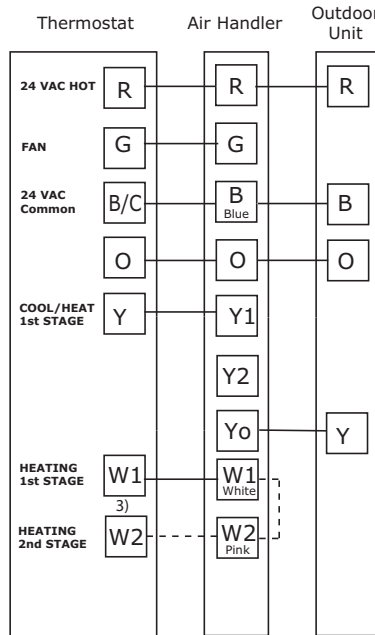 Thermostat Air Handler Outdoor
Unit
24 VAC HOT R R R
FAN G G
24 VAC
Common B/C B B
Blue
O O O
COOL/HEAT
1st STAGE Y Y1
Y2
Yo Y
HEATING
1st STAGE W1 W1
White
3)
HEATING
2nd STAGE W2 W2
Pink